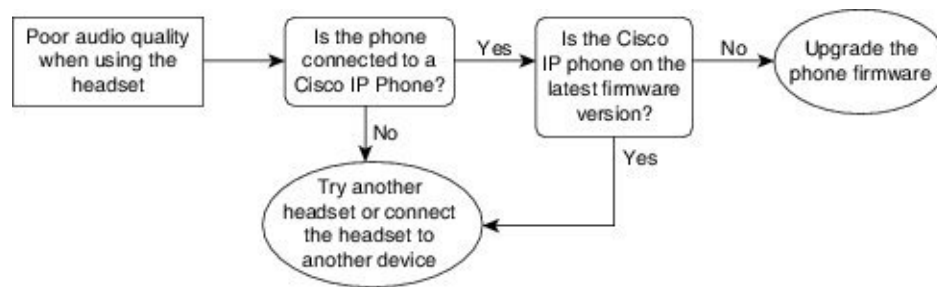 Poor audio quality
when using the
headset
Is the phone
connected to a
Cisco IP Phone?
Yes
Is the Cisco
IP phone on the
latest firmware
version?
No
Upgrade the
phone firmware
No
Yes
Try another
headset or connect
the headset to
another device